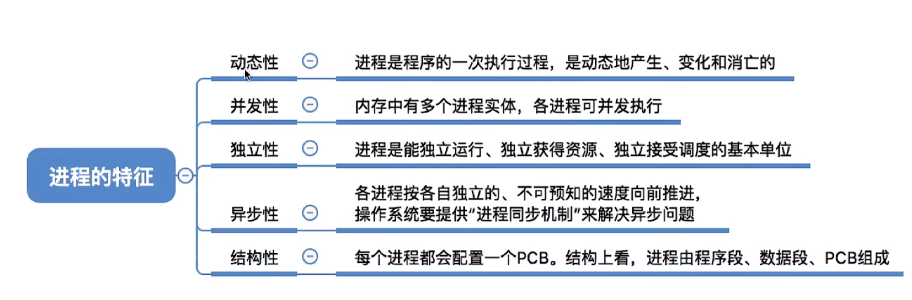 动态性
进程是程序的一次执行过程，是动态地产生、变化和消亡的
并发性
内存中有多个进程实体，各进程可并发执行
进程的特征
独立性
进程是能独立运行、独立获得资源、独立接受调度的基本单位
异步性
各进程按各自独立的、不可预知的速度向前推进，
操作系统要提供“进程同步机制”来解决异步问题
结构性
每个进程都会配置一个PCB。结构上看，进程由程序段、数据段、PCB组成